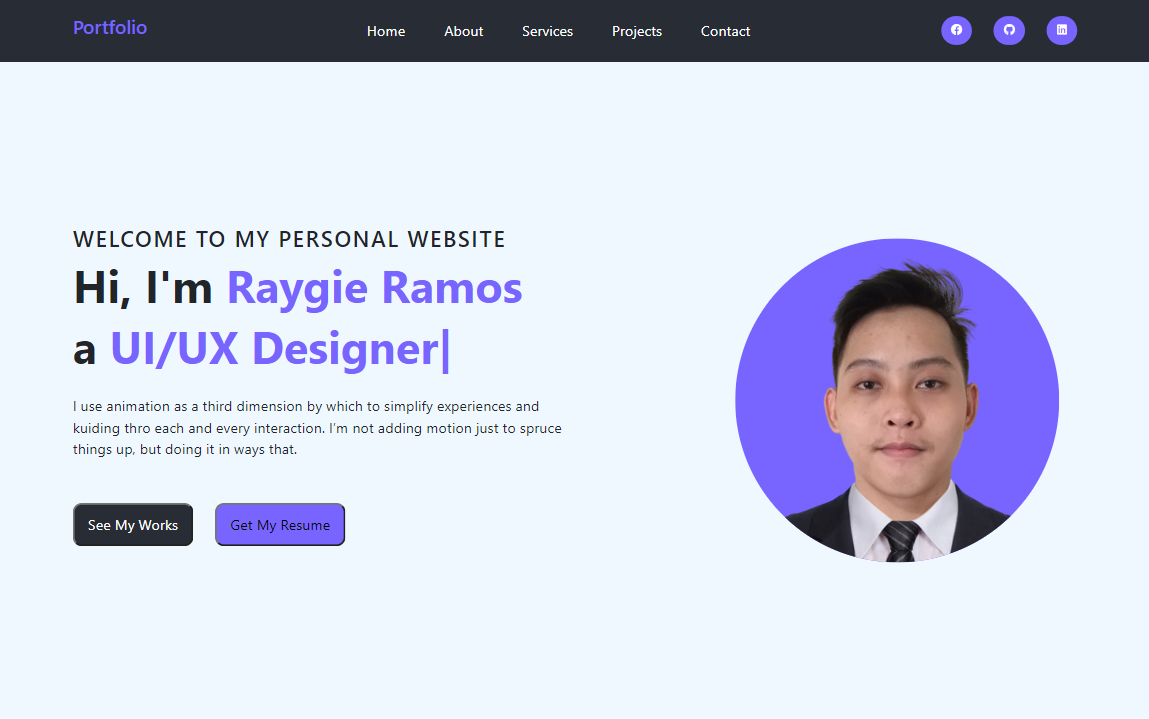 Portfolio
Home About Services Projects Contact
WELCOME TO MY PERSONAL WEBSITE
Hi, I'm Raygie Ramos
a UI/UX Designer|
I use animation as a third dimension by which to simplify experiences and
kuiding thro each and every interaction. I'm not adding motion just to spruce
things up, but doing it in ways that.
See My Works Get My Resume